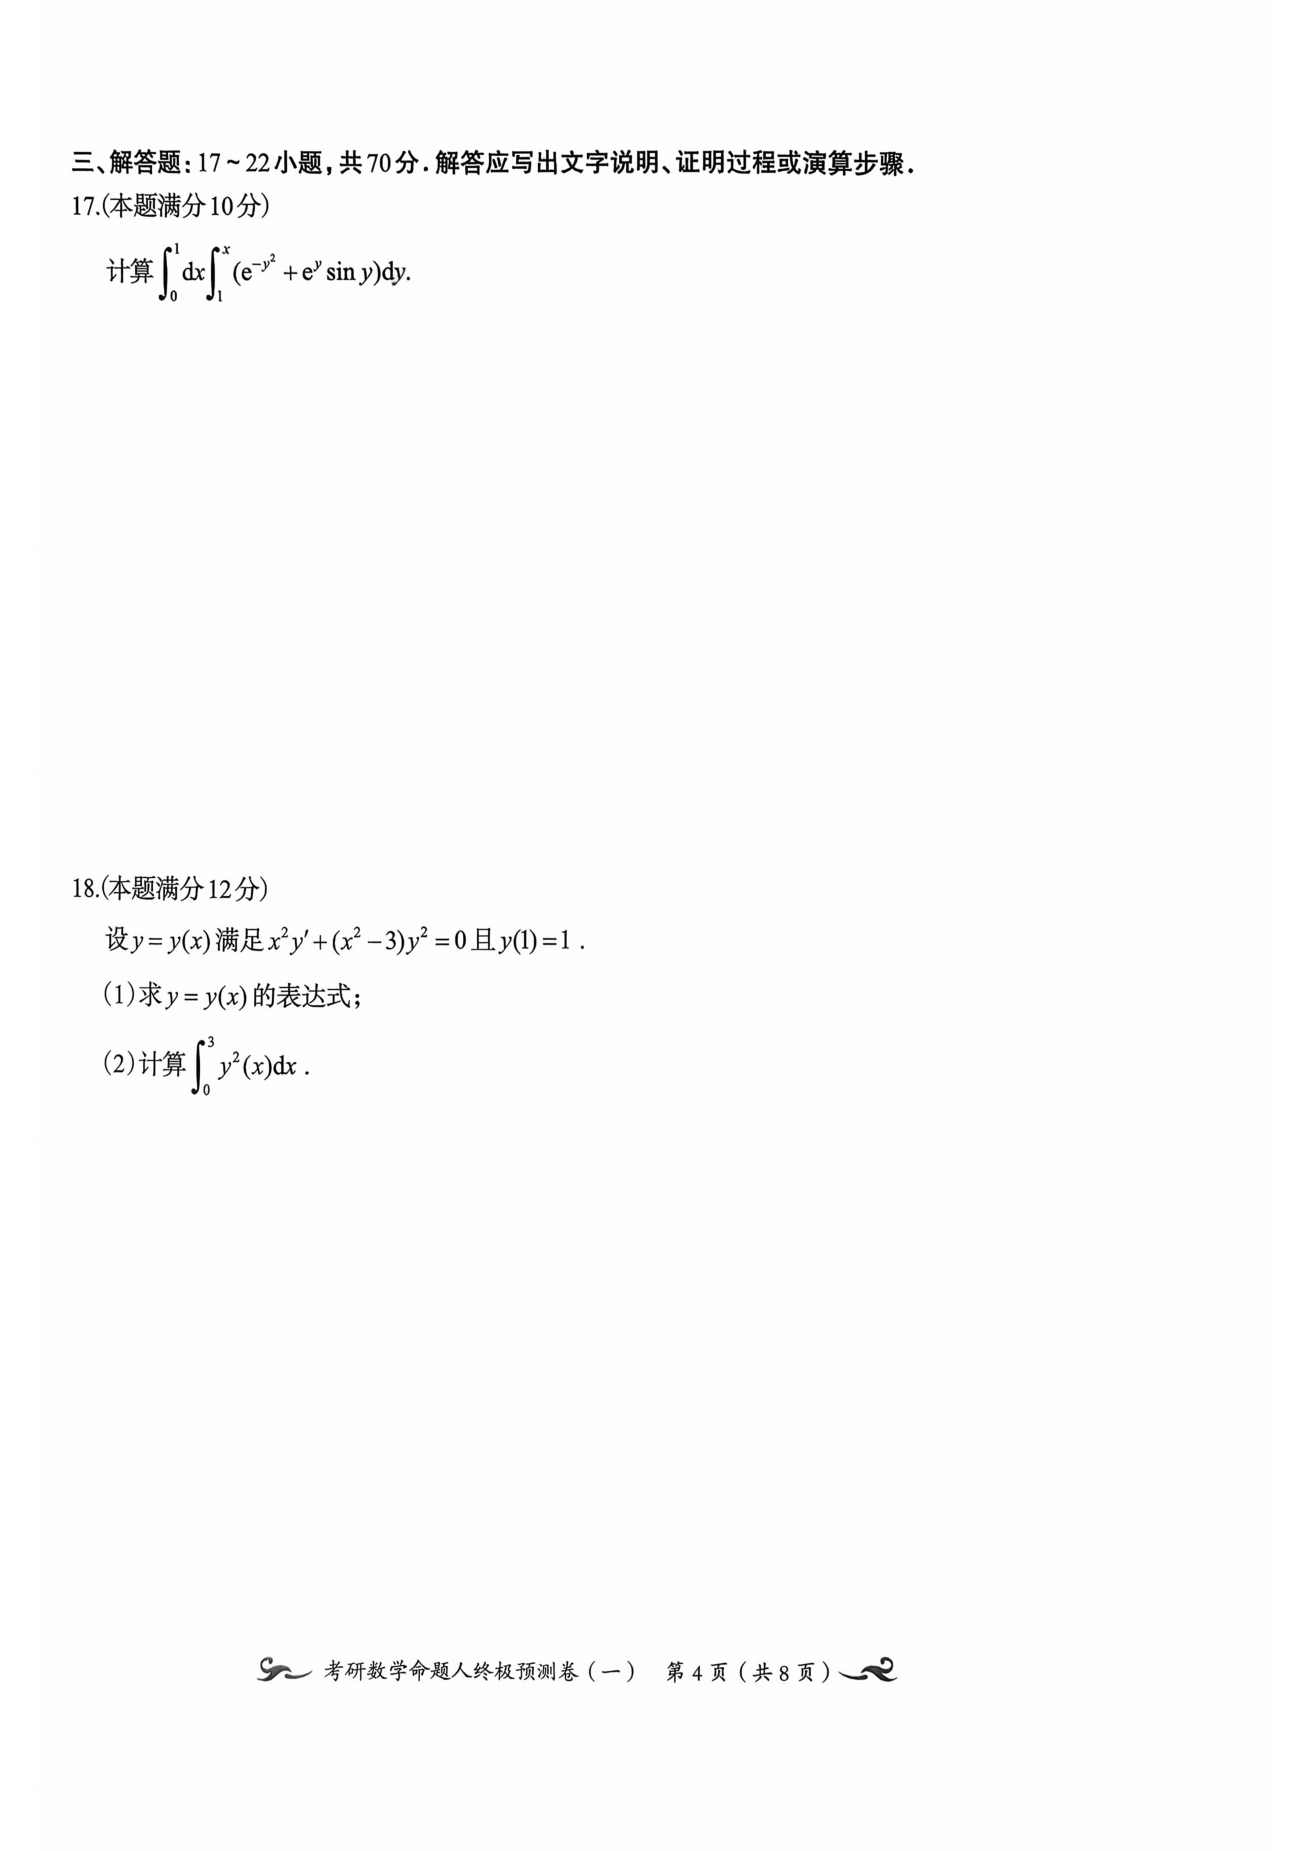 三、解答题:17~22小题,共70分.解答应写出文字说明、证明过程或演算步骤.
17.(本题满分10分)
计算∫₀¹dx∫₁ˣ(e^{-y²}+eʸ sin y)dy.
18.(本题满分12分)
设y=y(x)满足x²y′+(x²-3)y²=0且y(1)=1.
(1)求y=y(x)的表达式;
(2)计算∫₀³y²(x)dx.
考研数学命题人终极预测卷(一) 第4页(共8页)